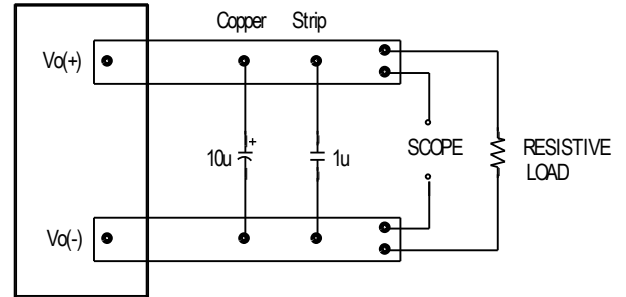 Copper Strip
Vo(+)
10u
+
1u
SCOPE
RESISTIVE
LOAD
Vo(-)